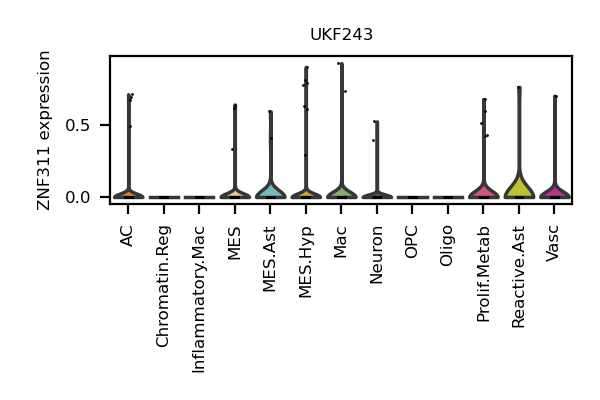 UKF243
ZNF311 expression
0.5
0.0
AC
Chromatin.Reg
Inflammatory.Mac
MES
MES.Ast
MES.Hyp
Mac
Neuron
OPC
Oligo
Prolif.Metab
Reactive.Ast
Vasc